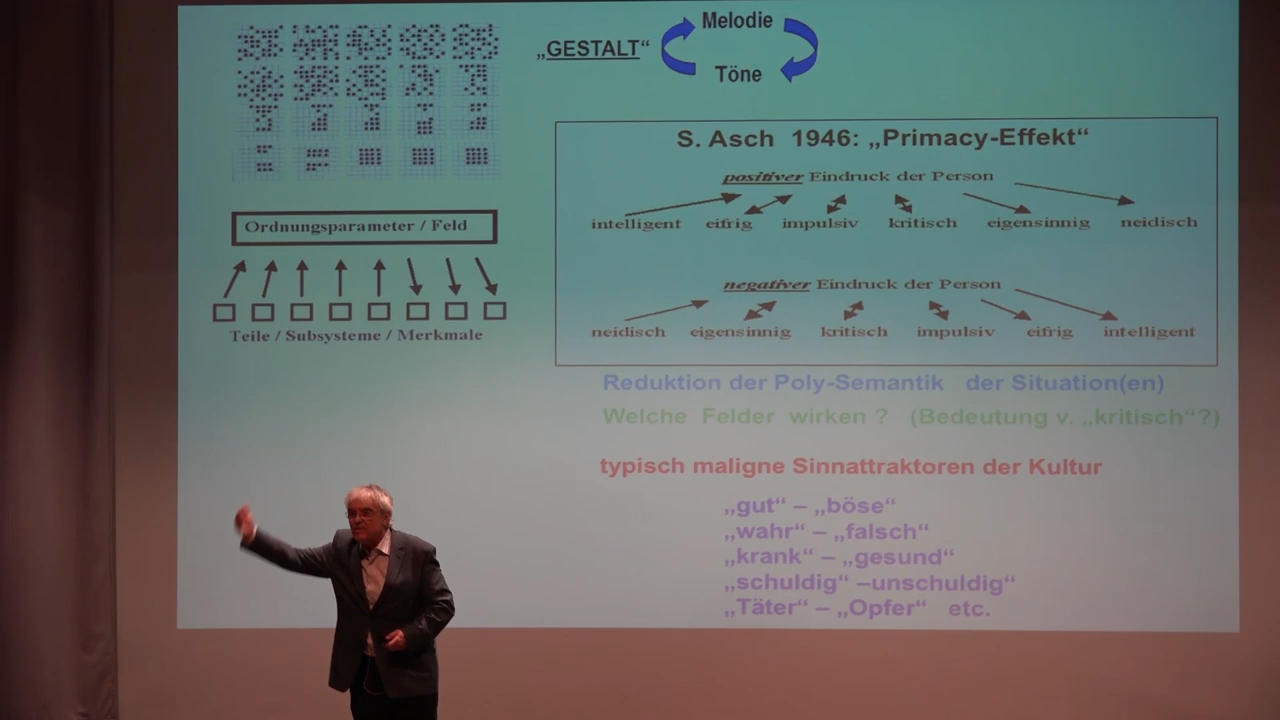 „GESTALT“
Melodie
Töne
S. Asch 1946: „Primacy-Effekt“
positiver Eindruck der Person
intelligent eifrig impulsiv kritisch eigensinnig neidisch
negativer Eindruck der Person
neidisch eigensinnig kritisch impulsiv eifrig intelligent
Ordnungsparameter / Feld
Teile / Subsysteme / Merkmale
Reduktion der Poly-Semantik der Situation(en)
Welche Felder wirken ? (Bedeutung v. „kritisch“?)
typisch maligne Sinnattraktoren der Kultur
„gut“ – „böse“
„wahr“ – „falsch“
„krank“ – „gesund“
„schuldig“ –unschuldig“
„Täter“ – „Opfer“ etc.